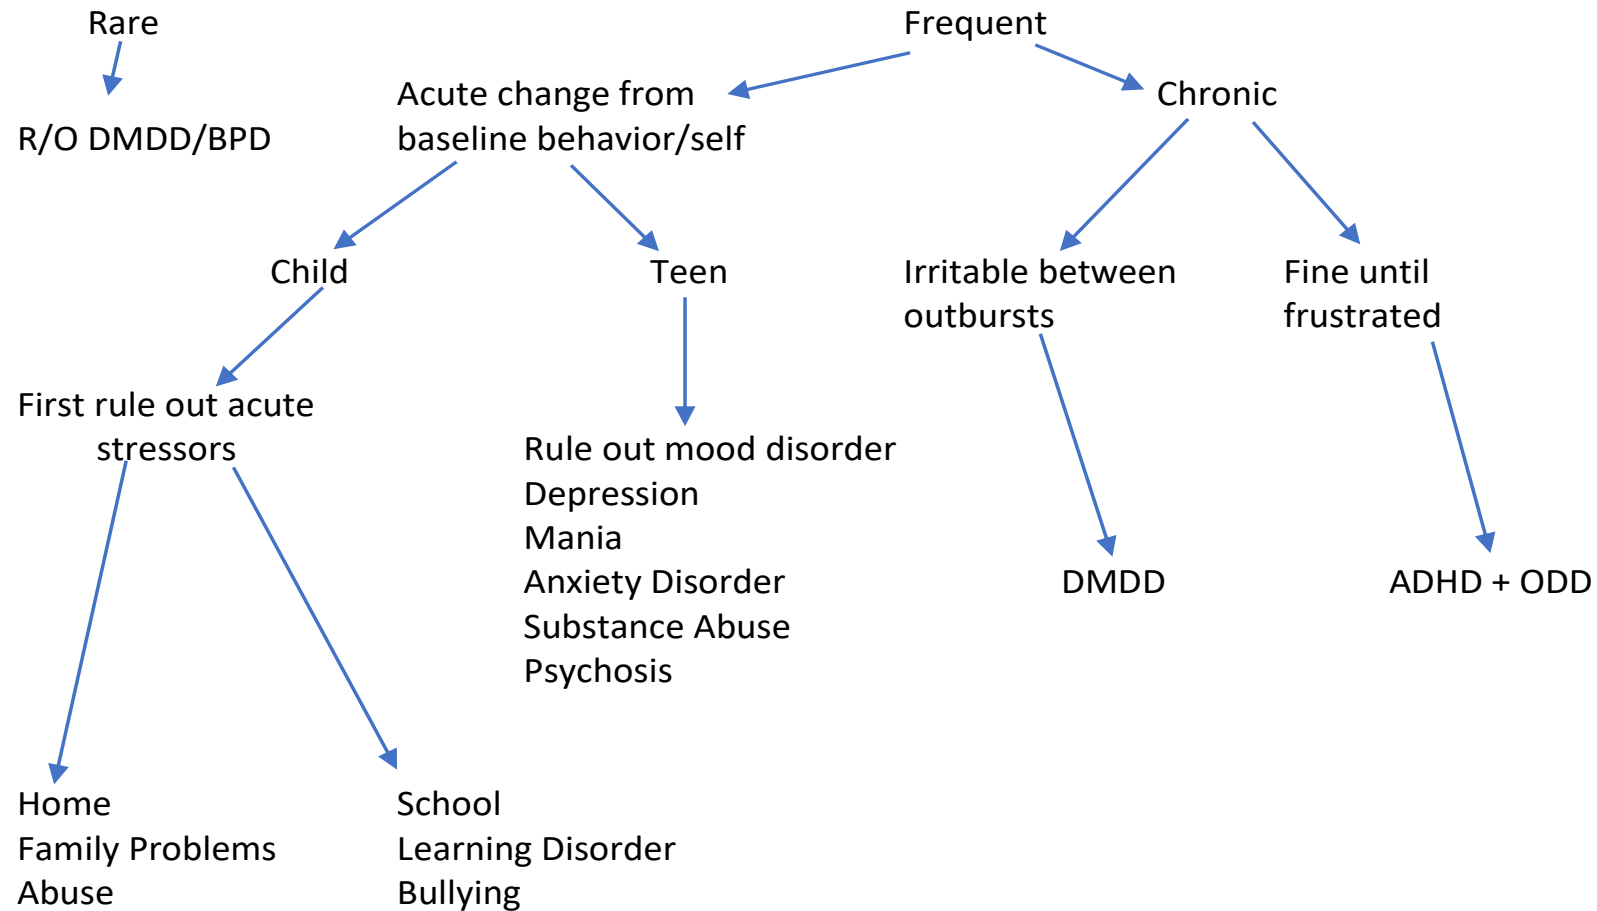 Rare
Frequent
Acute change from
baseline behavior/self
Chronic
R/O DMDD/BPD
Child
Teen
Irritable between
outbursts
Fine until
frustrated
First rule out acute
stressors
Rule out mood disorder
Depression
Mania
Anxiety Disorder
Substance Abuse
Psychosis
DMDD
ADHD + ODD
Home
Family Problems
Abuse
School
Learning Disorder
Bullying